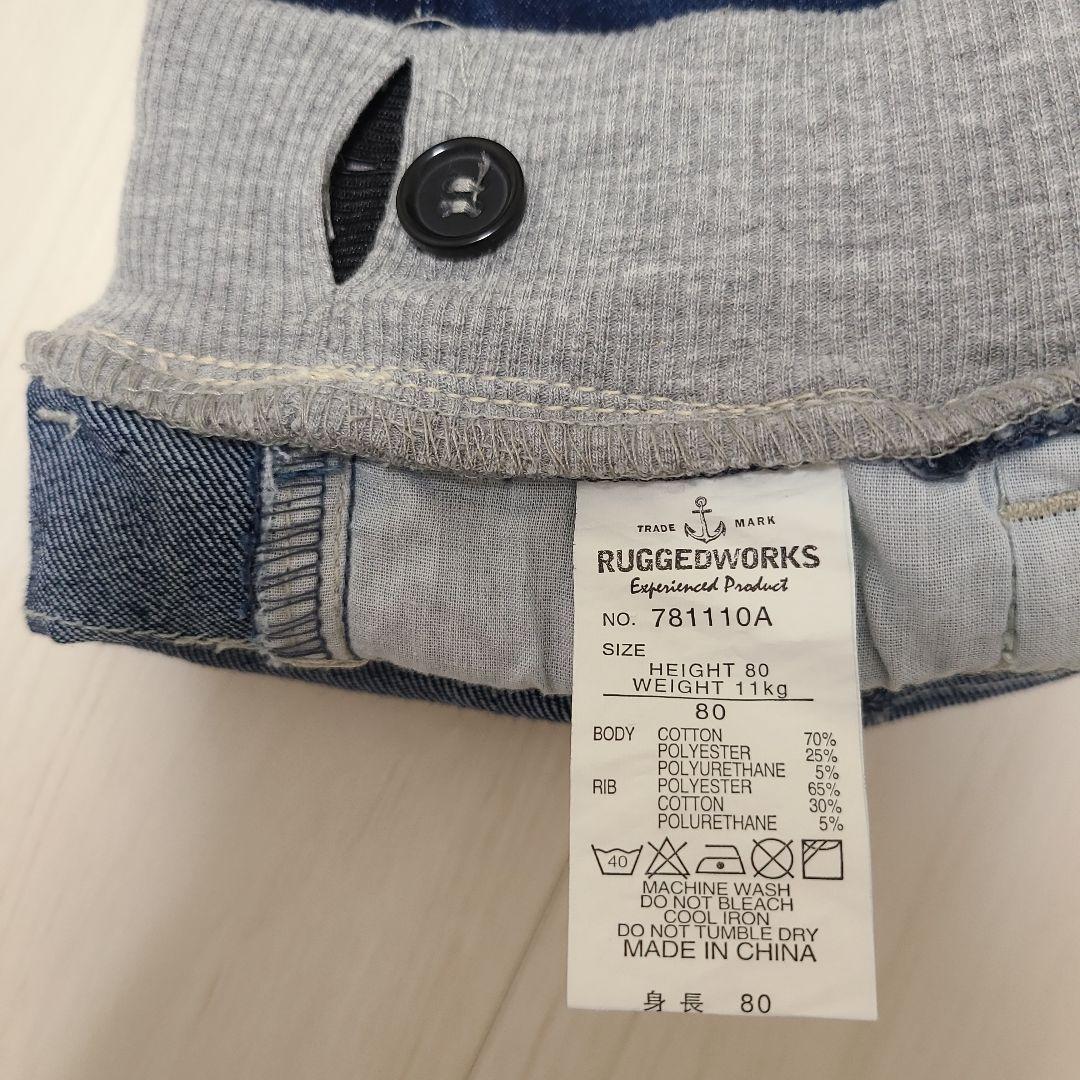 TRADE MARK
RUGGEDWORKS
Experienced Product
NO. 781110A
SIZE
HEIGHT 80
WEIGHT 11kg
80
BODY COTTON 70%
POLYESTER 25%
POLYURETHANE 5%
RIB POLYESTER 65%
COTTON 30%
POLURETHANE 5%
40
MACHINE WASH
DO NOT BLEACH
COOL IRON
DO NOT TUMBLE DRY
MADE IN CHINA
身長 80